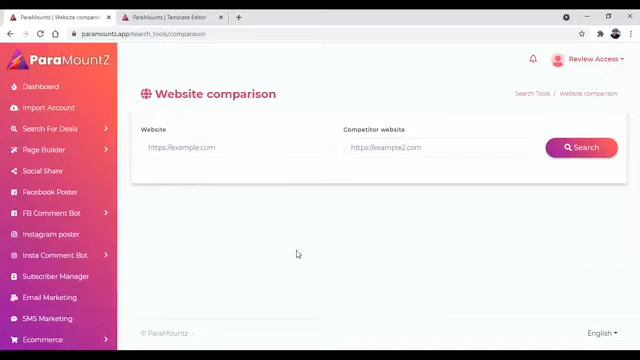 ParaMountz | Website comparis
ParaMountz | Template Editor
paramountz.app/search_tools/comparision
ParaMountZ
Review Access
Dashboard
Import Account
Search For Deals
Page Builder
Social Share
Facebook Poster
FB Comment Bot
Instagram poster
Insta Comment Bot
Subscriber Manager
Email Marketing
SMS Marketing
Ecommerce
Website comparison
Search Tools / Website comparison
Website
Competitor website
https://example.com
https://example2.com
Search
© ParaMountz -
English